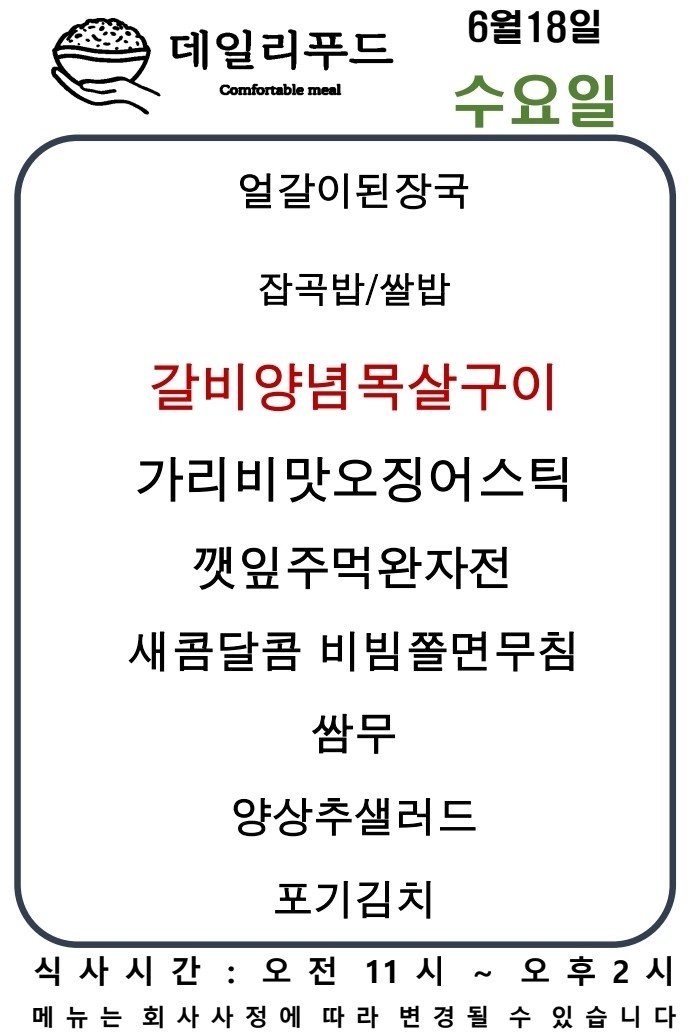 데일리푸드
Comfortable meal
6월18일
수요일
얼갈이된장국
잡곡밥/쌀밥
갈비양념목살구이
가리비맛오징어스틱
깻잎주먹완자전
새콤달콤 비빔쫄면무침
쌈무
양상추샐러드
포기김치
식사시간 : 오전 11시 ~ 오후2시
메뉴는 회사사정에 따라 변경될 수 있습니다